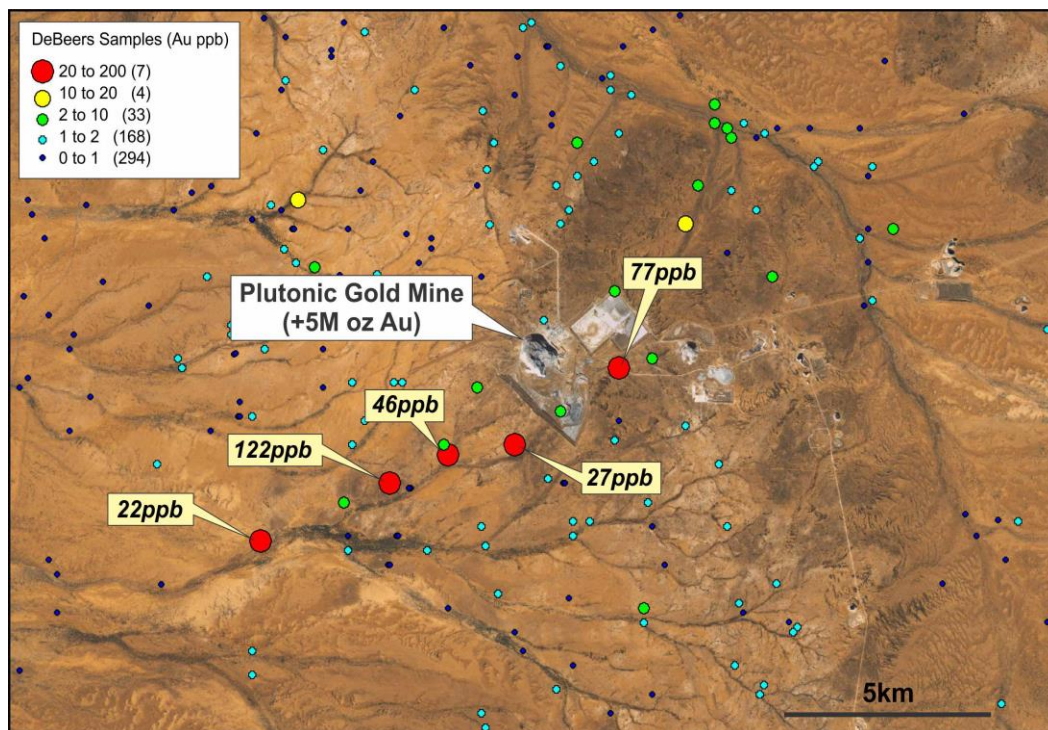 DeBeers Samples (Au ppb)
20 to 200 (7)
10 to 20 (4)
2 to 10 (33)
1 to 2 (168)
0 to 1 (294)
77ppb
Plutonic Gold Mine
(+5M oz Au)
46ppb
122ppb
27ppb
22ppb
5km